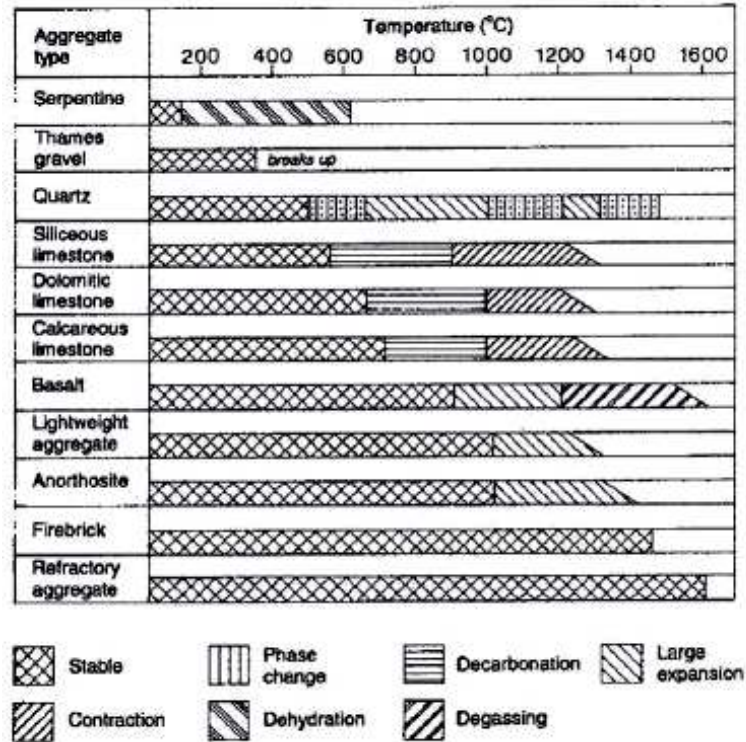 Aggregate
type
Temperature (°C)
200 400 600 800 1000 1200 1400 1600
Serpentine
Thames
gravel
breaks up
Quartz
Siliceous
limestone
Dolomitic
limestone
Calcareous
limestone
Basalt
Lightweight
aggregate
Anorthosite
Firebrick
Refractory
aggregate
Stable
Phase
change
Decarbonation
Large
expansion
Contraction
Dehydration
Degassing